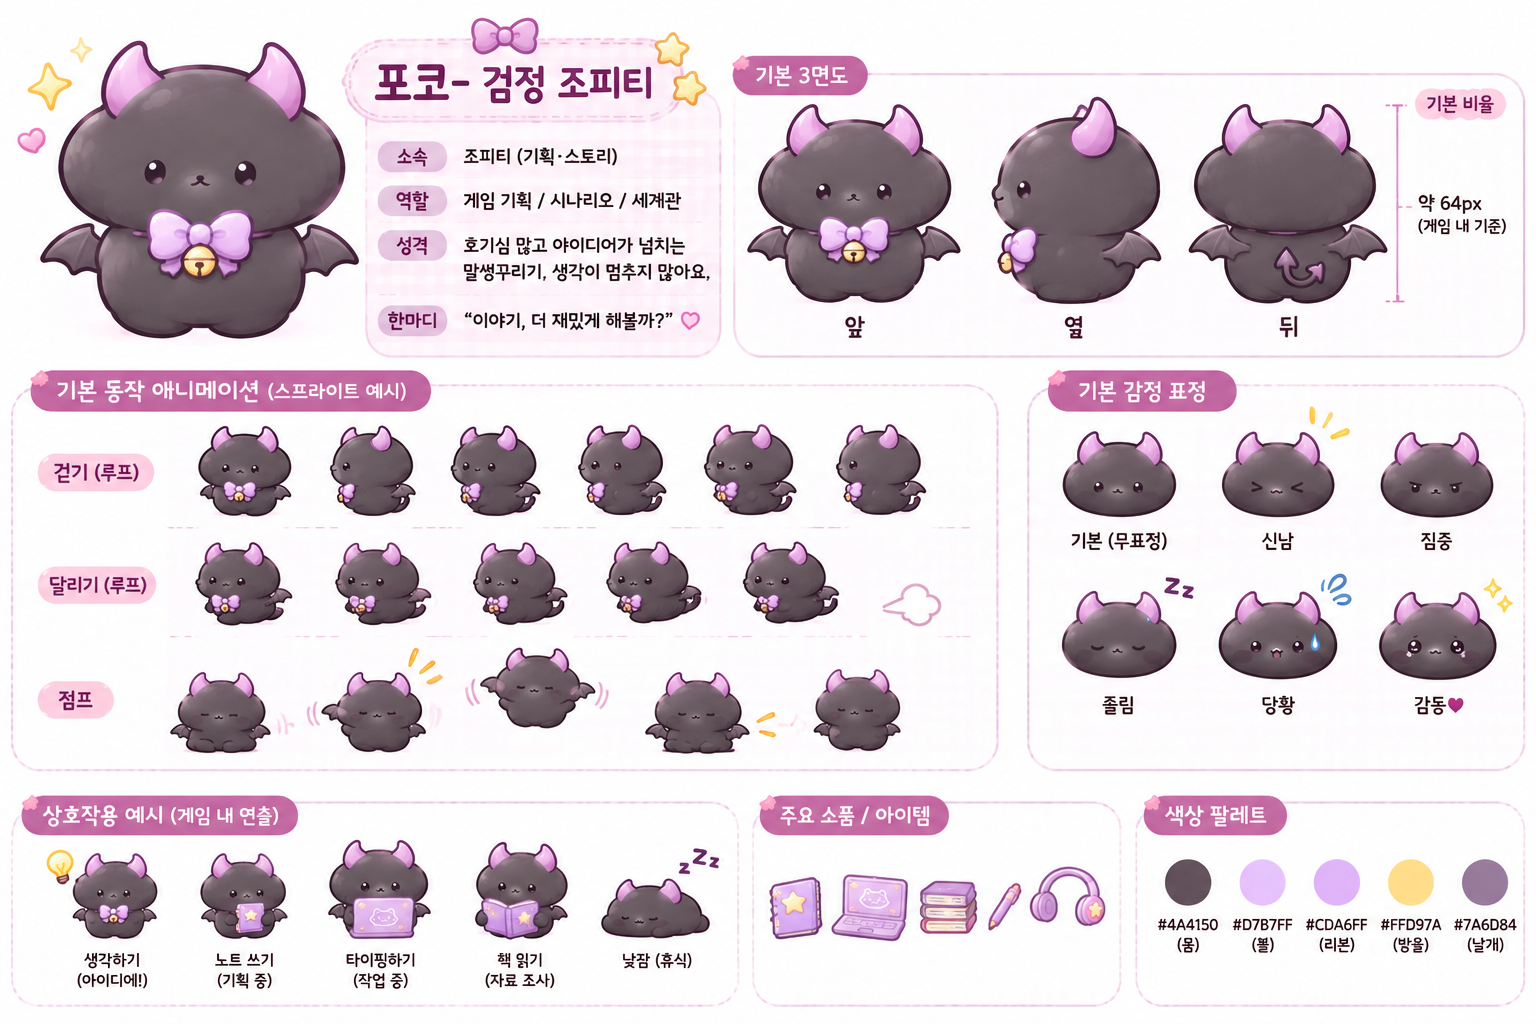 포코- 검정 조피티
소속
조피티 (기획·스토리)
역할
게임 기획 / 시나리오 / 세계관
성격
호기심 많고 야이디어가 넘치는
말썽꾸리기, 생각이 멈추지 많아요.
한마디
“이야기, 더 재밌게 해볼까?”
기본 3면도
기본 비율
약 64px
(게임 내 기준)
앞
옆
뒤
기본 동작 애니메이션 (스프라이트 예시)
걷기 (루프)
달리기 (루프)
점프
기본 감정 표정
기본 (무표정)
신남
짐중
zz
졸림
당황
감동
상호작용 예시 (게임 내 연출)
zZz
생각하기
(아이디에!)
노트 쓰기
(기획 중)
타이핑하기
(작업 중)
핵 읽기
(자료 조사)
낮잠 (휴식)
주요 소품 / 아이템
색상 팔레트
#4A4150
(몸)
#D7B7FF
(볼)
#CDA6FF
(리본)
#FFD97A
(방울)
#7A6D84
(날개)